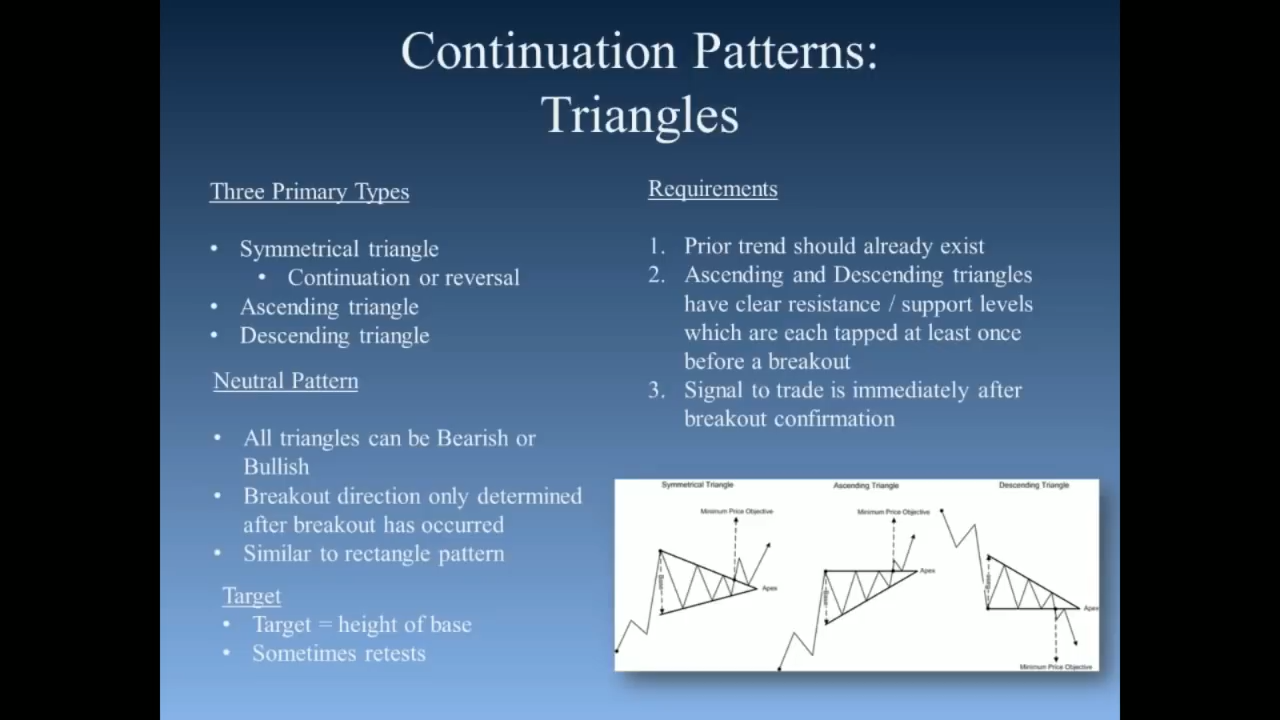 Continuation Patterns:
Triangles
Three Primary Types
• Symmetrical triangle
• Continuation or reversal
• Ascending triangle
• Descending triangle
Neutral Pattern
• All triangles can be Bearish or
Bullish
• Breakout direction only determined
after breakout has occurred
• Similar to rectangle pattern
Target
• Target = height of base
• Sometimes retests
Requirements
1. Prior trend should already exist
2. Ascending and Descending triangles
have clear resistance / support levels
which are each tapped at least once
before a breakout
3. Signal to trade is immediately after
breakout confirmation
Symmetrical Triangle
Minimum Price Objective
Base
Apex
Ascending Triangle
Minimum Price Objective
Base
Apex
Descending Triangle
Apex
Minimum Price Objective